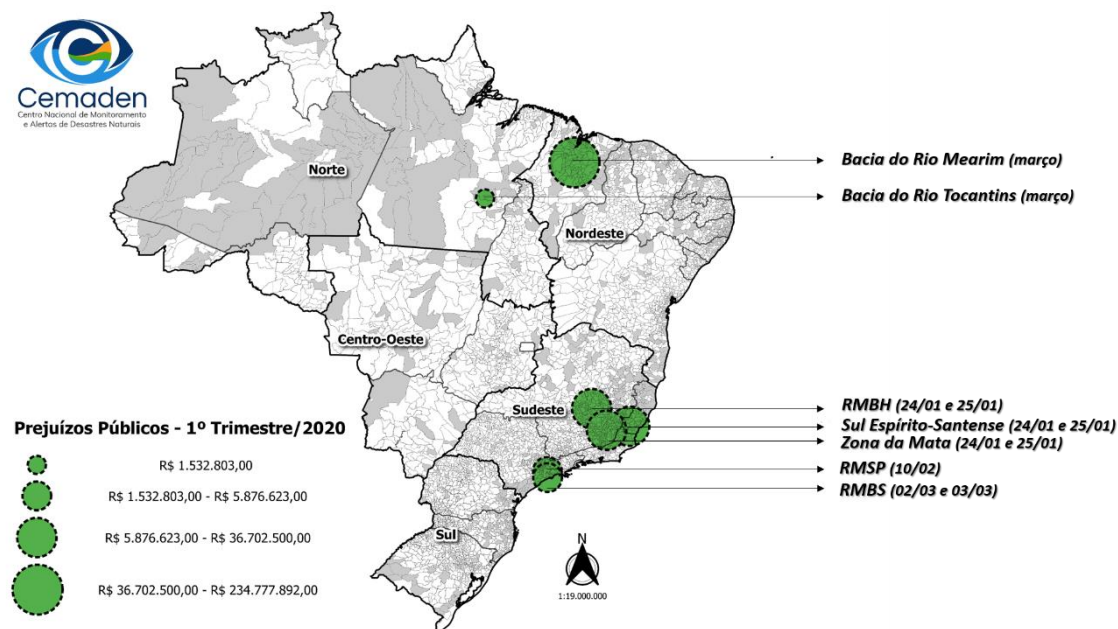 Cemaden
Centro Nacional de Monitoramento
e Alertas de Desastres Naturais
Norte
Nordeste
Centro-Oeste
Sudeste
Sul
Bacia do Rio Mearim (março)
Bacia do Rio Tocantins (março)
RMBH (24/01 e 25/01)
Sul Espírito-Santense (24/01 e 25/01)
Zona da Mata (24/01 e 25/01)
RMSP (10/02)
RMBS (02/03 e 03/03)
Prejuízos Públicos - 1º Trimestre/2020
R$ 1.532.803,00
R$ 1.532.803,00 - R$ 5.876.623,00
R$ 5.876.623,00 - R$ 36.702.500,00
R$ 36.702.500,00 - R$ 234.777.892,00
N
1:19.000.000